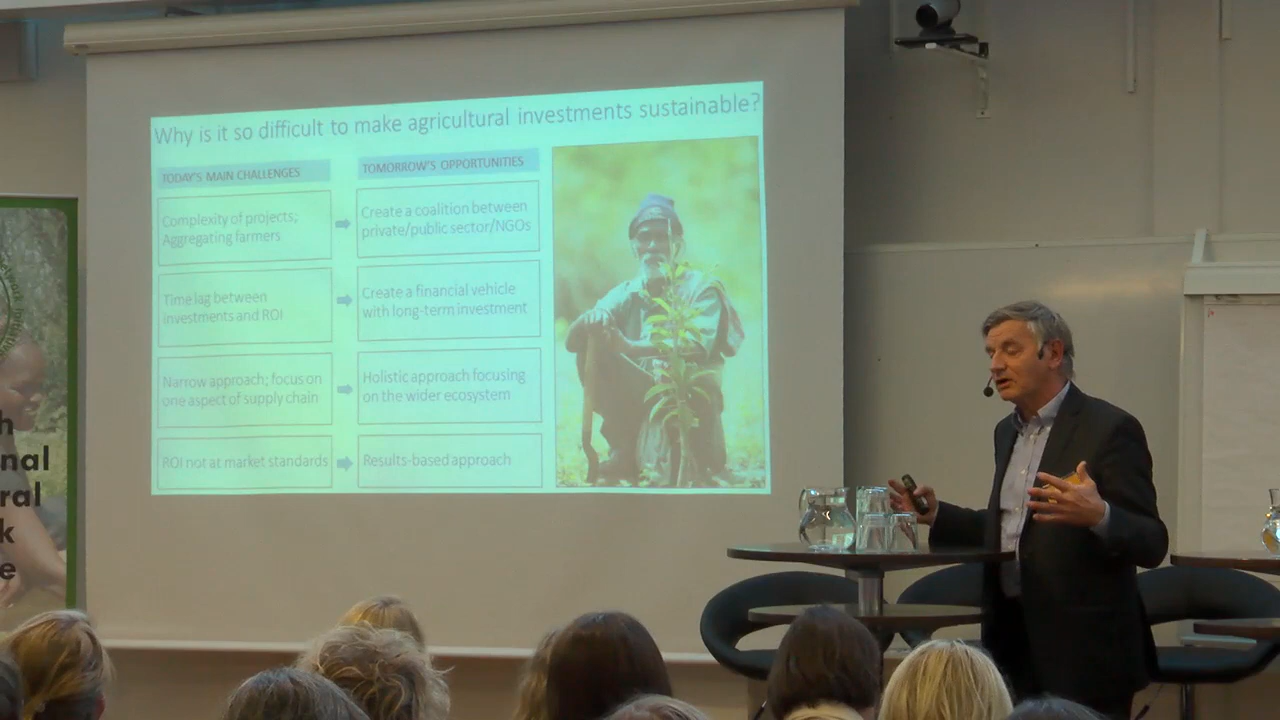 Why is it so difficult to make agricultural investments sustainable?
TODAY'S MAIN CHALLENGES
TOMORROW'S OPPORTUNITIES
Complexity of projects;
Aggregating farmers
Create a coalition between
private/public sector/NGOs
Time lag between
investments and ROI
Create a financial vehicle
with long-term investment
Narrow approach; focus on
one aspect of supply chain
Holistic approach focusing
on the wider ecosystem
ROI not at market standards
Results-based approach
h
nal
ral
k
e